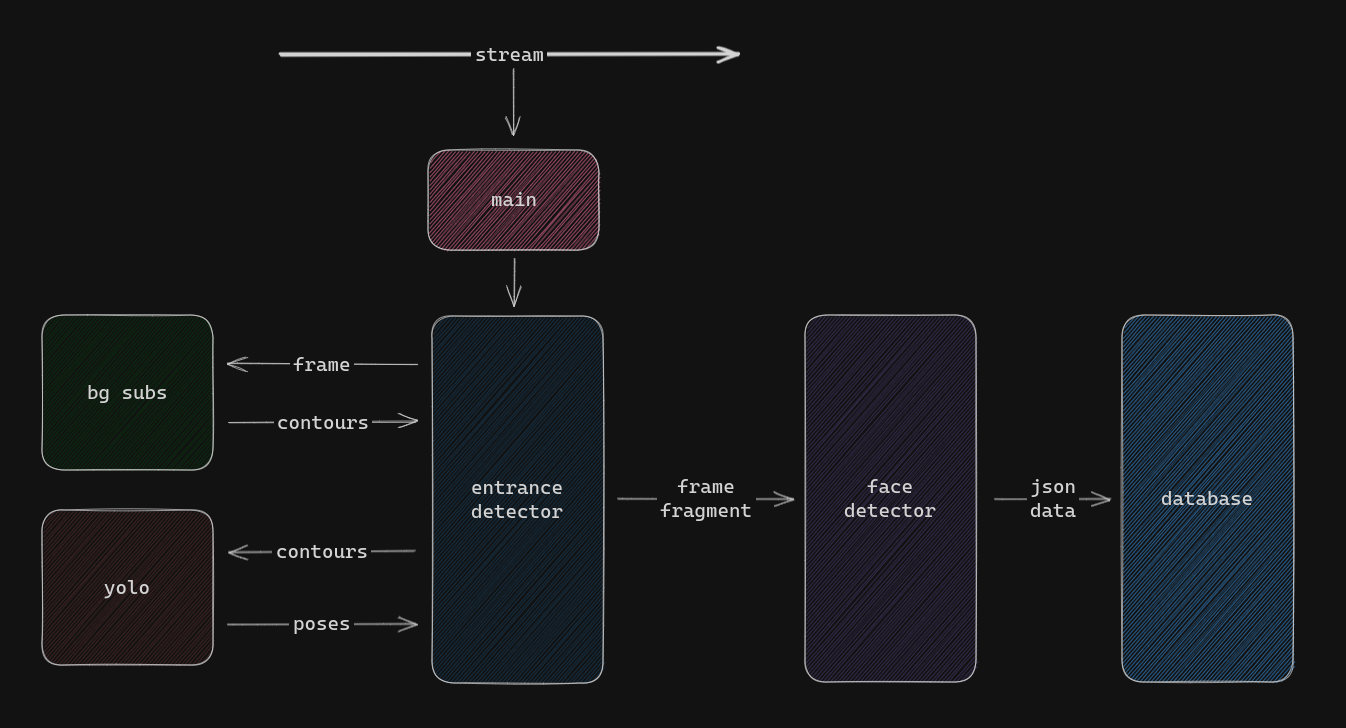 stream
main
frame
bg subs
contours
entrance
detector
frame
fragment
face
detector
json
data
database
contours
yolo
poses